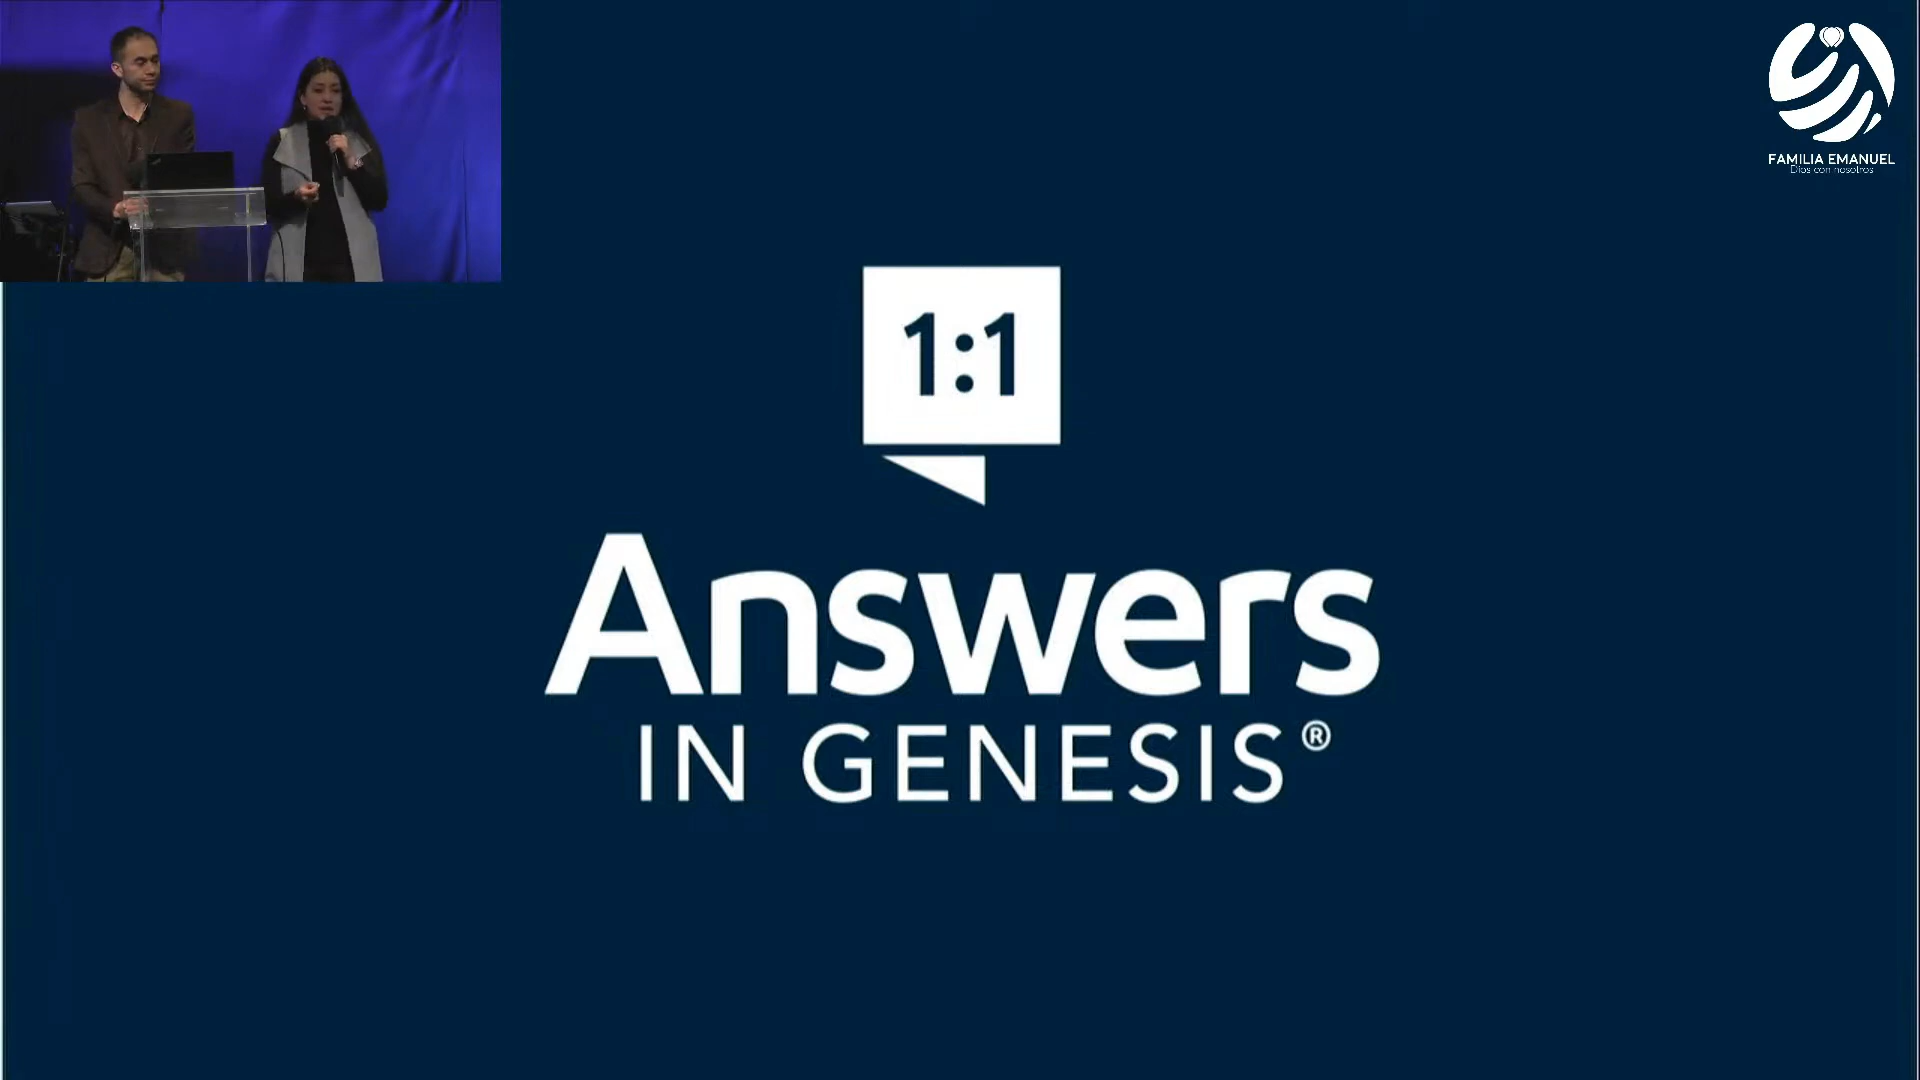 FAMILIA EMANUEL
Dios con nosotros
1:1
Answers
IN GENESIS®